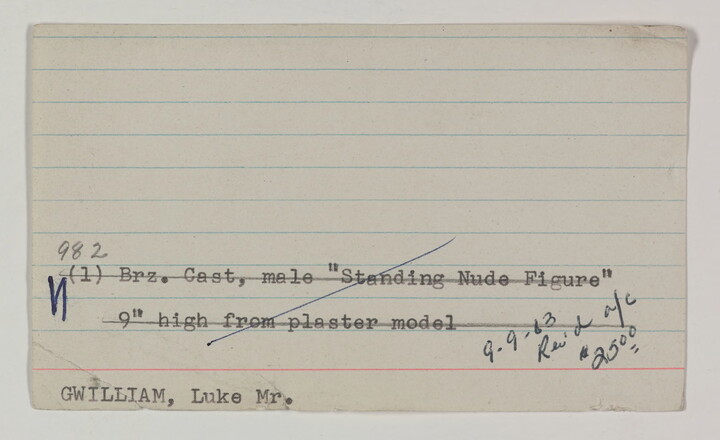 982
(1) Brz. Cast, male "Standing Nude Figure"
9" high from plaster model
9-9-63
Rec'd a/c
$25.00
GWILLIAM, Luke Mr.